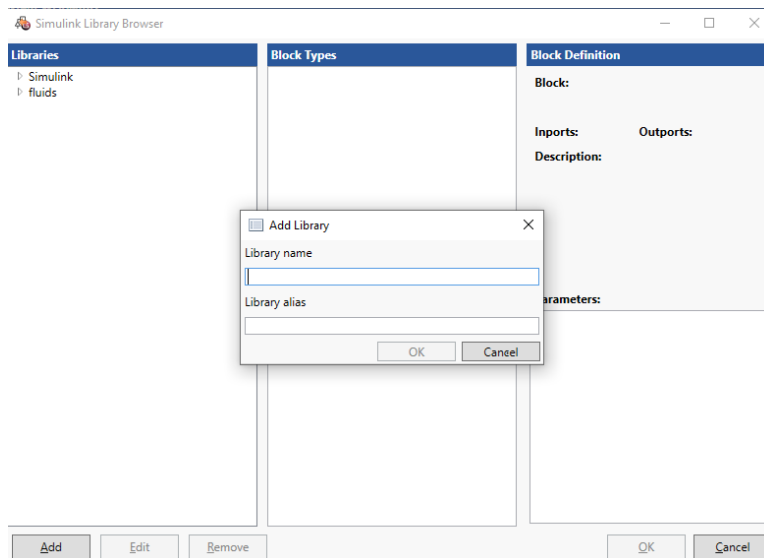 Simulink Library Browser
Libraries
Block Types
Block Definition
Simulink
fluids
Block:
Inports: Outports:
Description:
Add Library
Library name
Library alias
OK Cancel
arameters:
Add Edit Remove OK Cancel